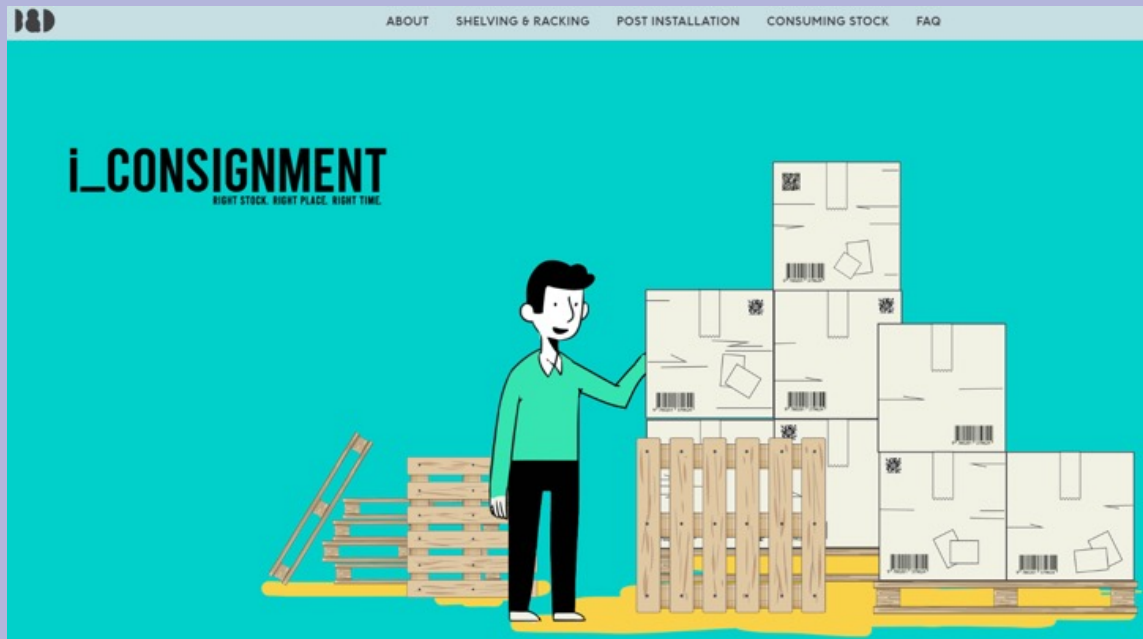 B&D
ABOUT SHELVING & RACKING POST INSTALLATION CONSUMING STOCK FAQ
i_CONSIGNMENT
RIGHT STOCK. RIGHT PLACE. RIGHT TIME.